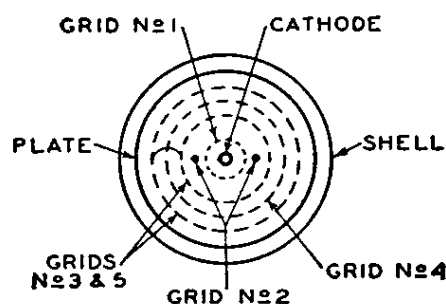 GRID №1
CATHODE
PLATE
SHELL
GRIDS
№3 & 5
GRID №4
GRID №2